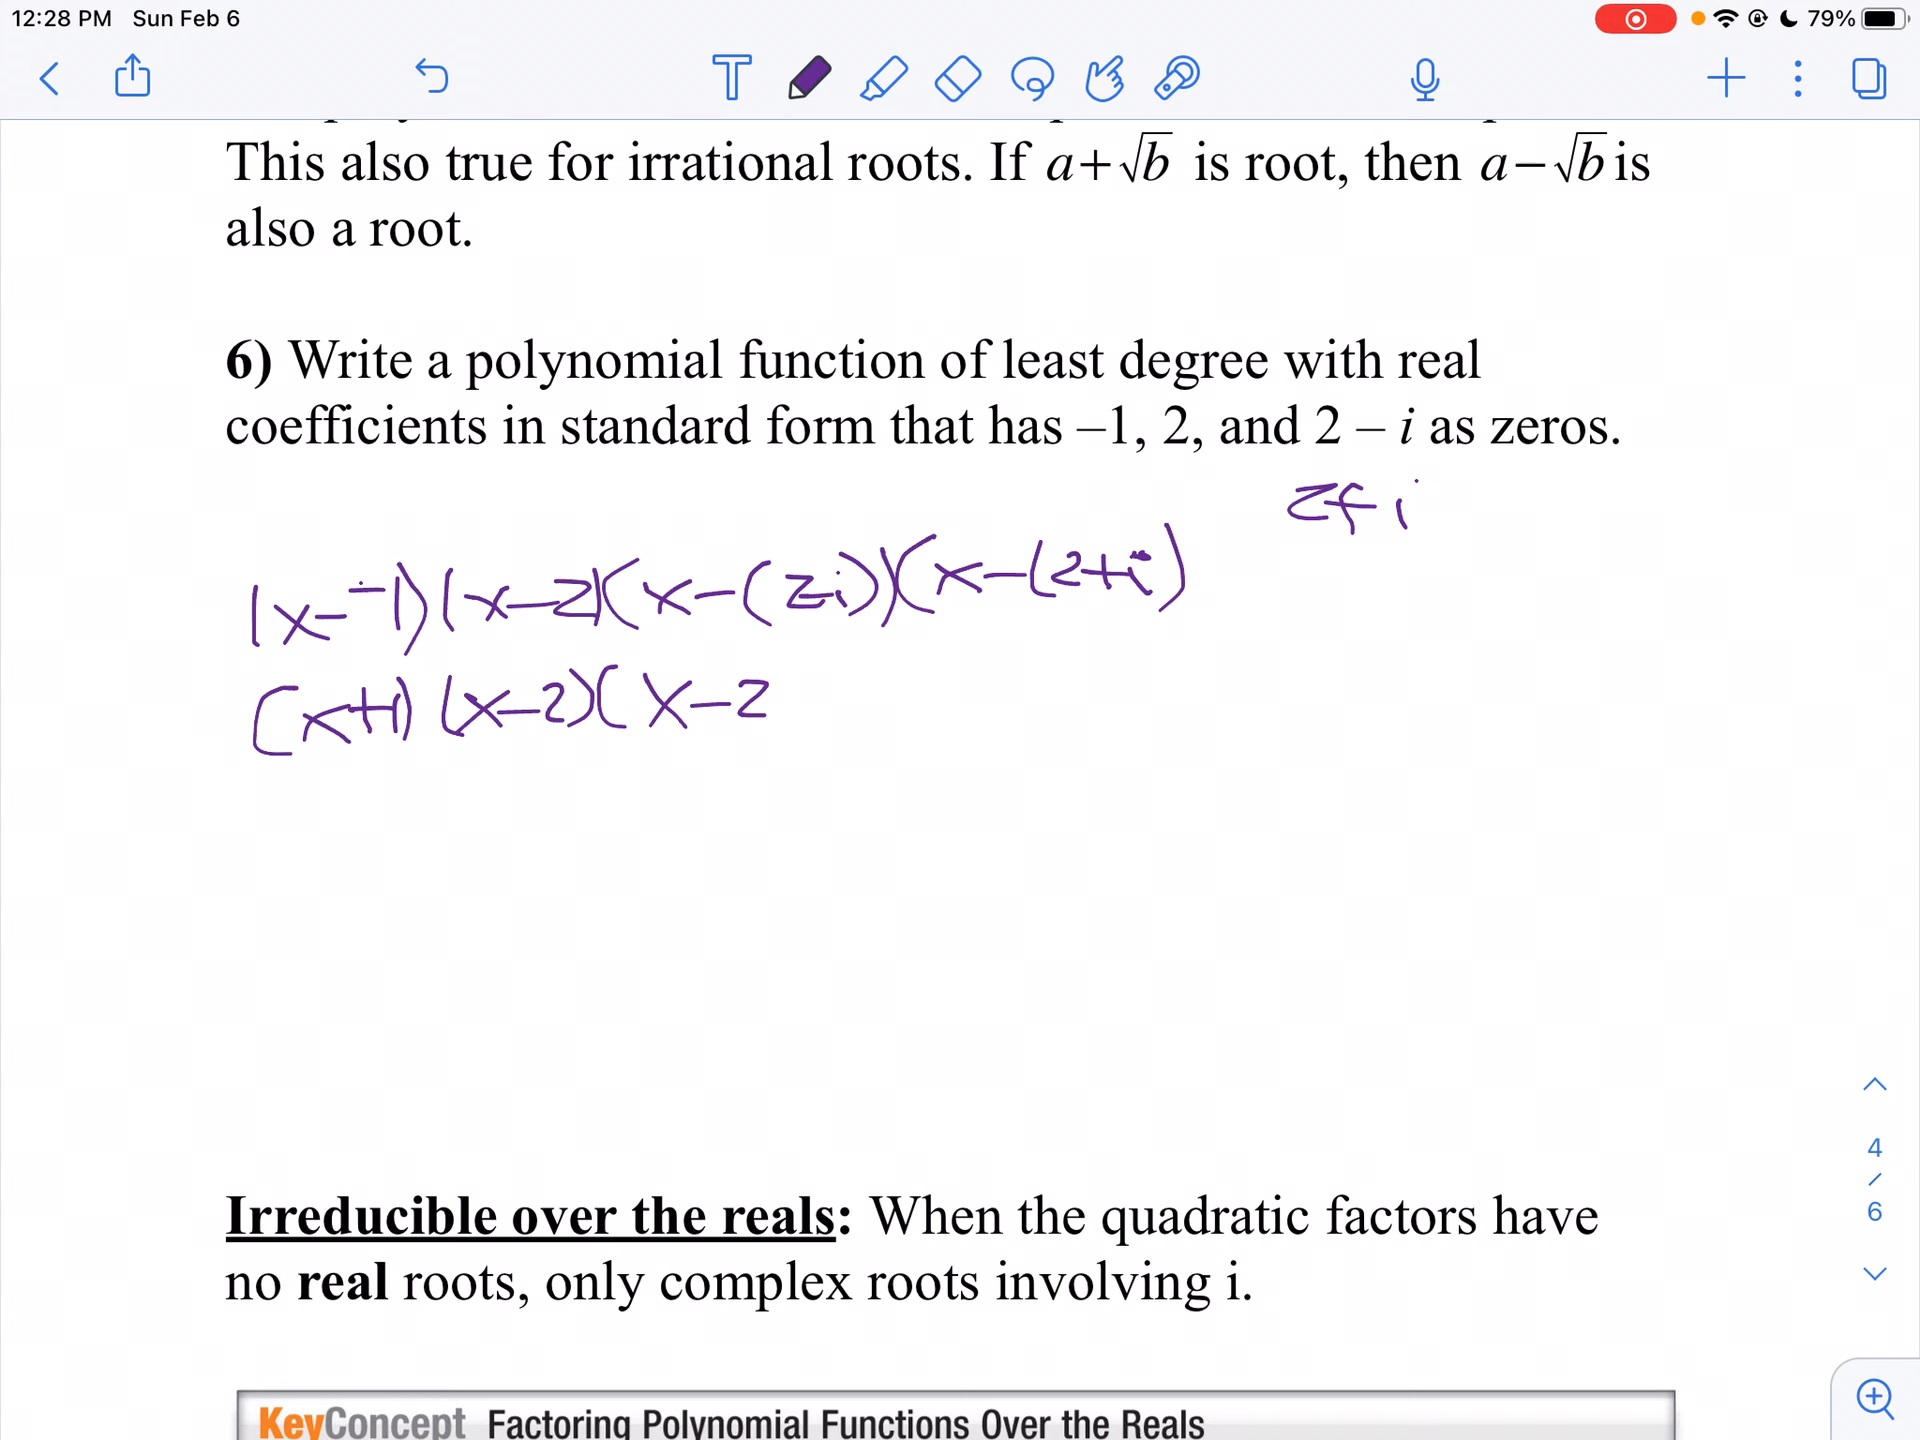 12:28 PM Sun Feb 6
79%
This also true for irrational roots. If a+√b is root, then a−√b is
also a root.
6) Write a polynomial function of least degree with real
coefficients in standard form that has –1, 2, and 2 – i as zeros.
2+i
(x-⁻1)(x-2)(x-(2-i))(x-(2+i)
(x+1)(x-2)(x-2
4
/
6
Irreducible over the reals: When the quadratic factors have
no real roots, only complex roots involving i.
KeyConcept Factoring Polynomial Functions Over the Reals